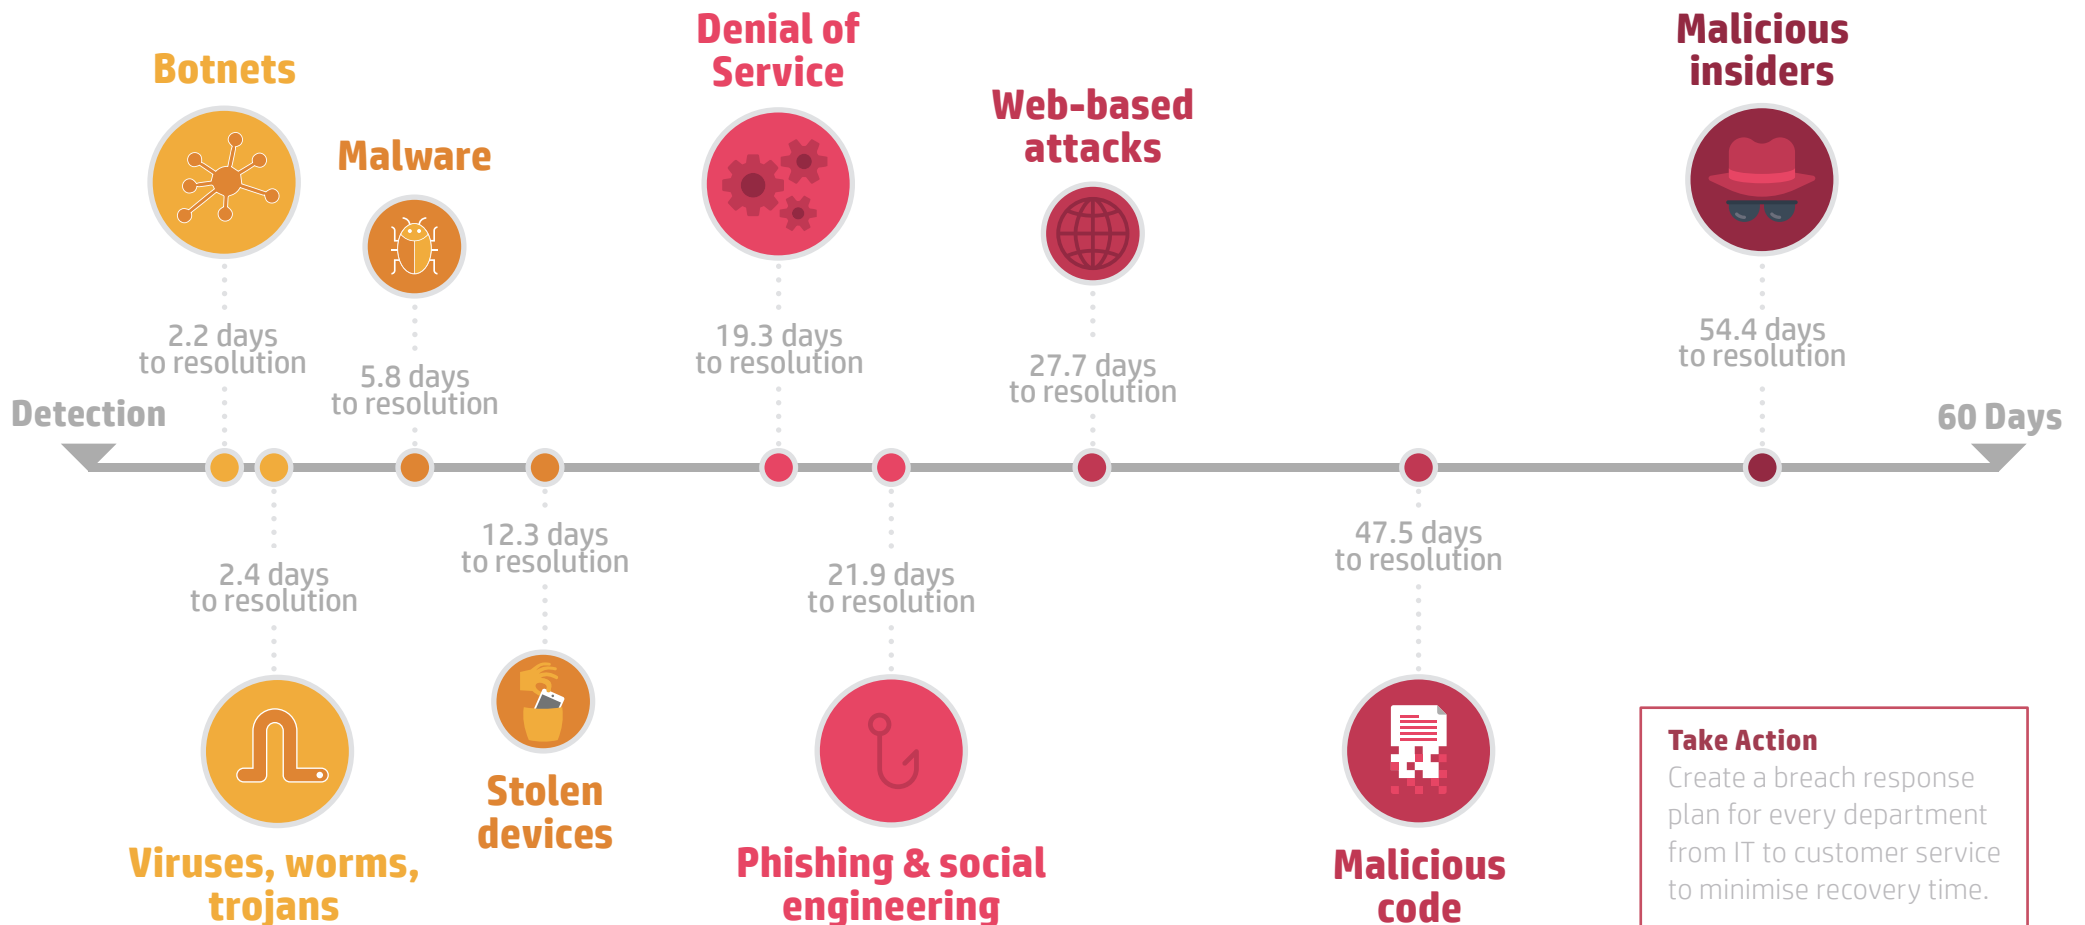 Botnets
2.2 days
to resolution
Malware
5.8 days
to resolution
Denial of
Service
19.3 days
to resolution
Web-based
attacks
27.7 days
to resolution
Malicious
insiders
54.4 days
to resolution
Detection
60 Days
2.4 days
to resolution
Viruses, worms,
trojans
12.3 days
to resolution
Stolen
devices
21.9 days
to resolution
Phishing & social
engineering
47.5 days
to resolution
Malicious
code
Take Action
Create a breach response
plan for every department
from IT to customer service
to minimise recovery time.